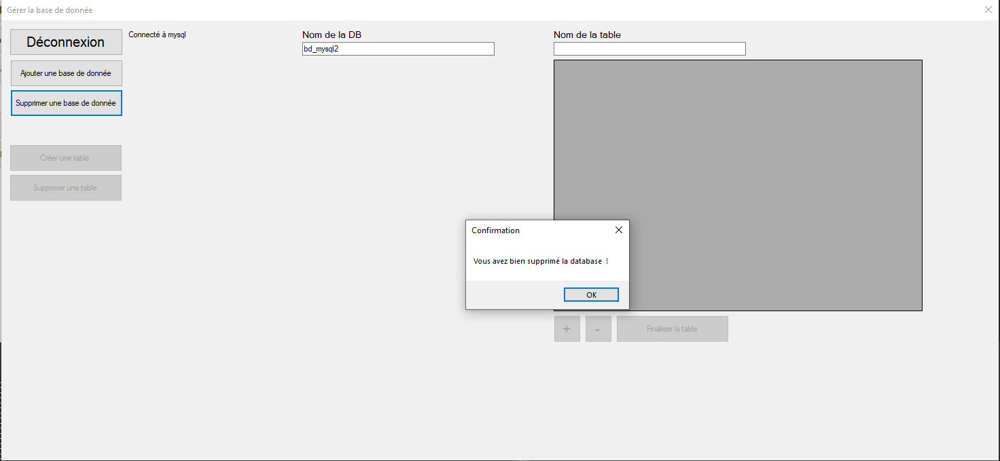 Gérer la base de donnée
Déconnexion
Connecté à mysql
Nom de la DB
Nom de la table
bd_mysql2
Ajouter une base de donnée
Supprimer une base de donnée
Créer une table
Supprimer une table
Confirmation
Vous avez bien supprimé la database !
OK
+
-
Finaliser la table